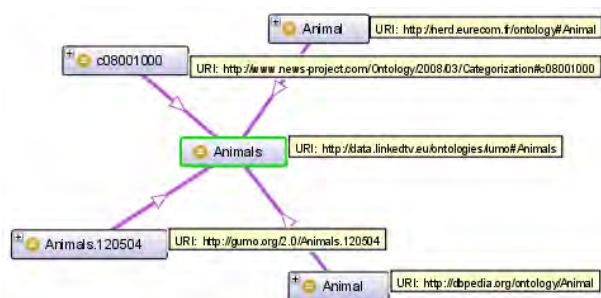 Animal
URI: http://nerd.eurecom.fr/ontology#Animal
c08001000
URI: http://www.news-project.com/Ontology/2008/03/Categorization#c08001000
Animals
URI: http://data.linkedtv.eu/ontologies/lumo#Animals
Animals.120504
URI: http://gumo.org/2.0/Animals.120504
Animal
URI: http://dbpedia.org/ontology/Animal